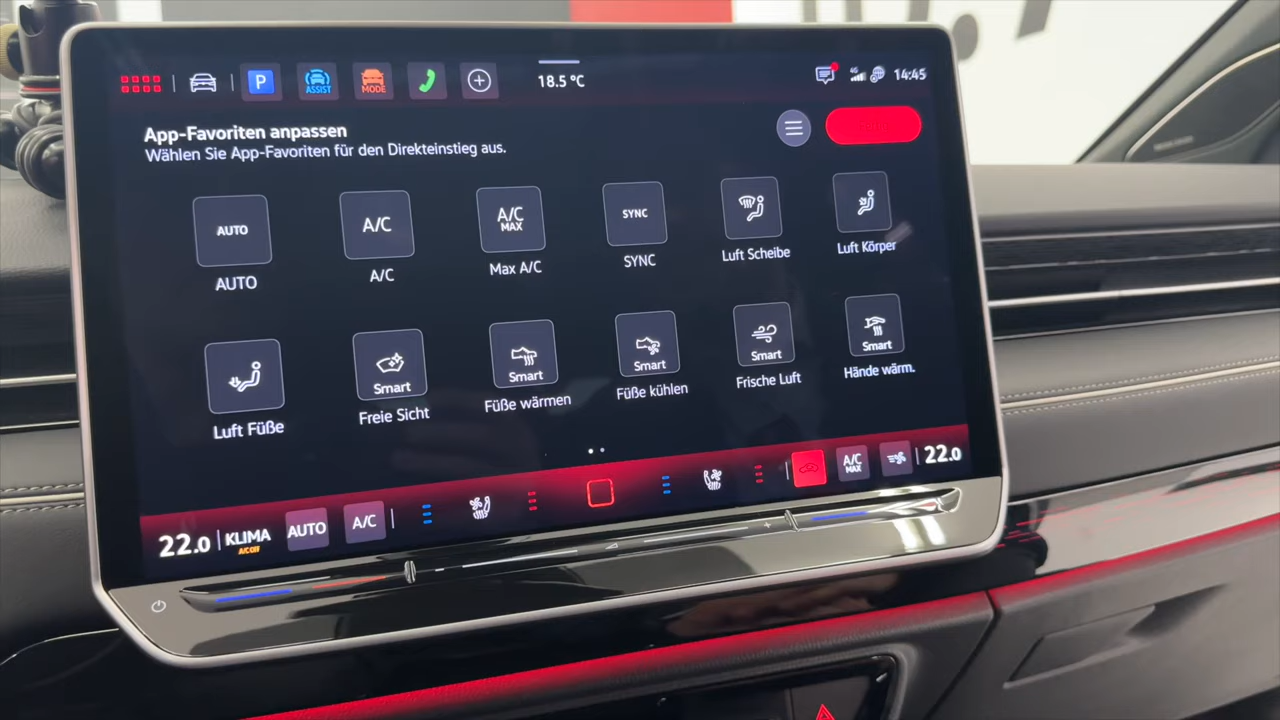 P
ASSIST
MODE
18.5 °C
4G
14:45
App-Favoriten anpassen
Wählen Sie App-Favoriten für den Direkteinstieg aus.
AUTO
A/C
A/C
MAX
SYNC
AUTO
A/C
Max A/C
SYNC
Luft Scheibe
Luft Körper
Smart
Smart
Smart
Smart
Smart
Luft Füße
Freie Sicht
Füße wärmen
Füße kühlen
Frische Luft
Hände wärm.
22.0
KLIMA
A/C OFF
AUTO
A/C
A/C
MAX
22.0